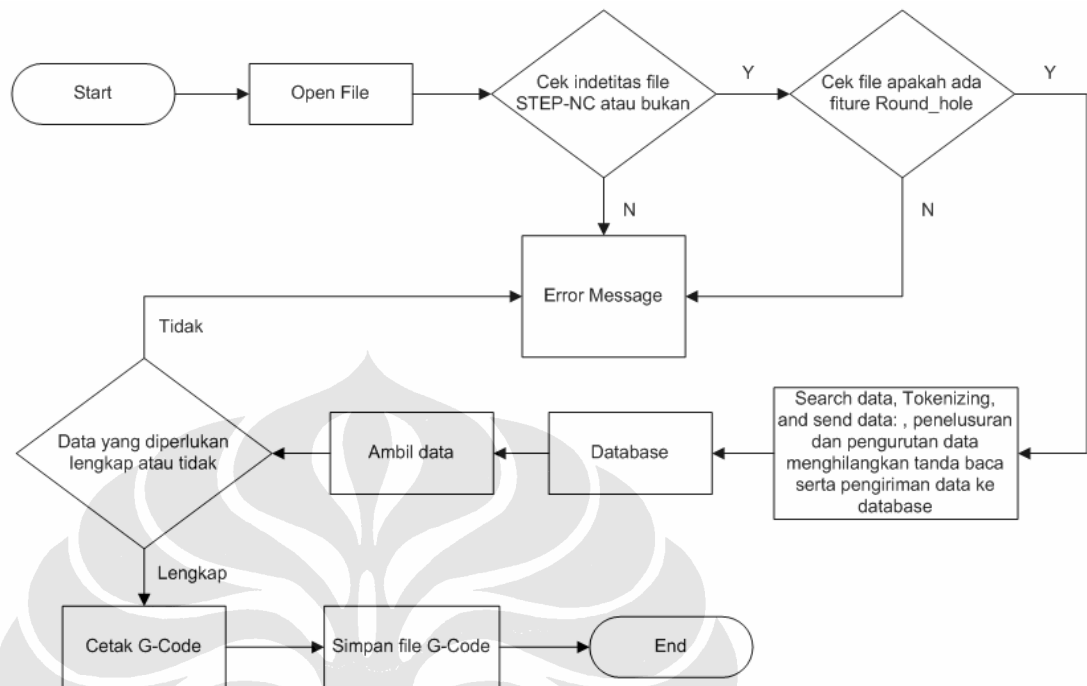 Start
Open File
Cek indetitas file
STEP-NC atau bukan
Y
Cek file apakah ada
fiture Round_hole
Y
N
N
Error Message
Tidak
Search data, Tokenizing,
and send data: , penelusuran
dan pengurutan data
menghilangkan tanda baca
serta pengiriman data ke
database
Database
Ambil data
Data yang diperlukan
lengkap atau tidak
Lengkap
Cetak G-Code
Simpan file G-Code
End